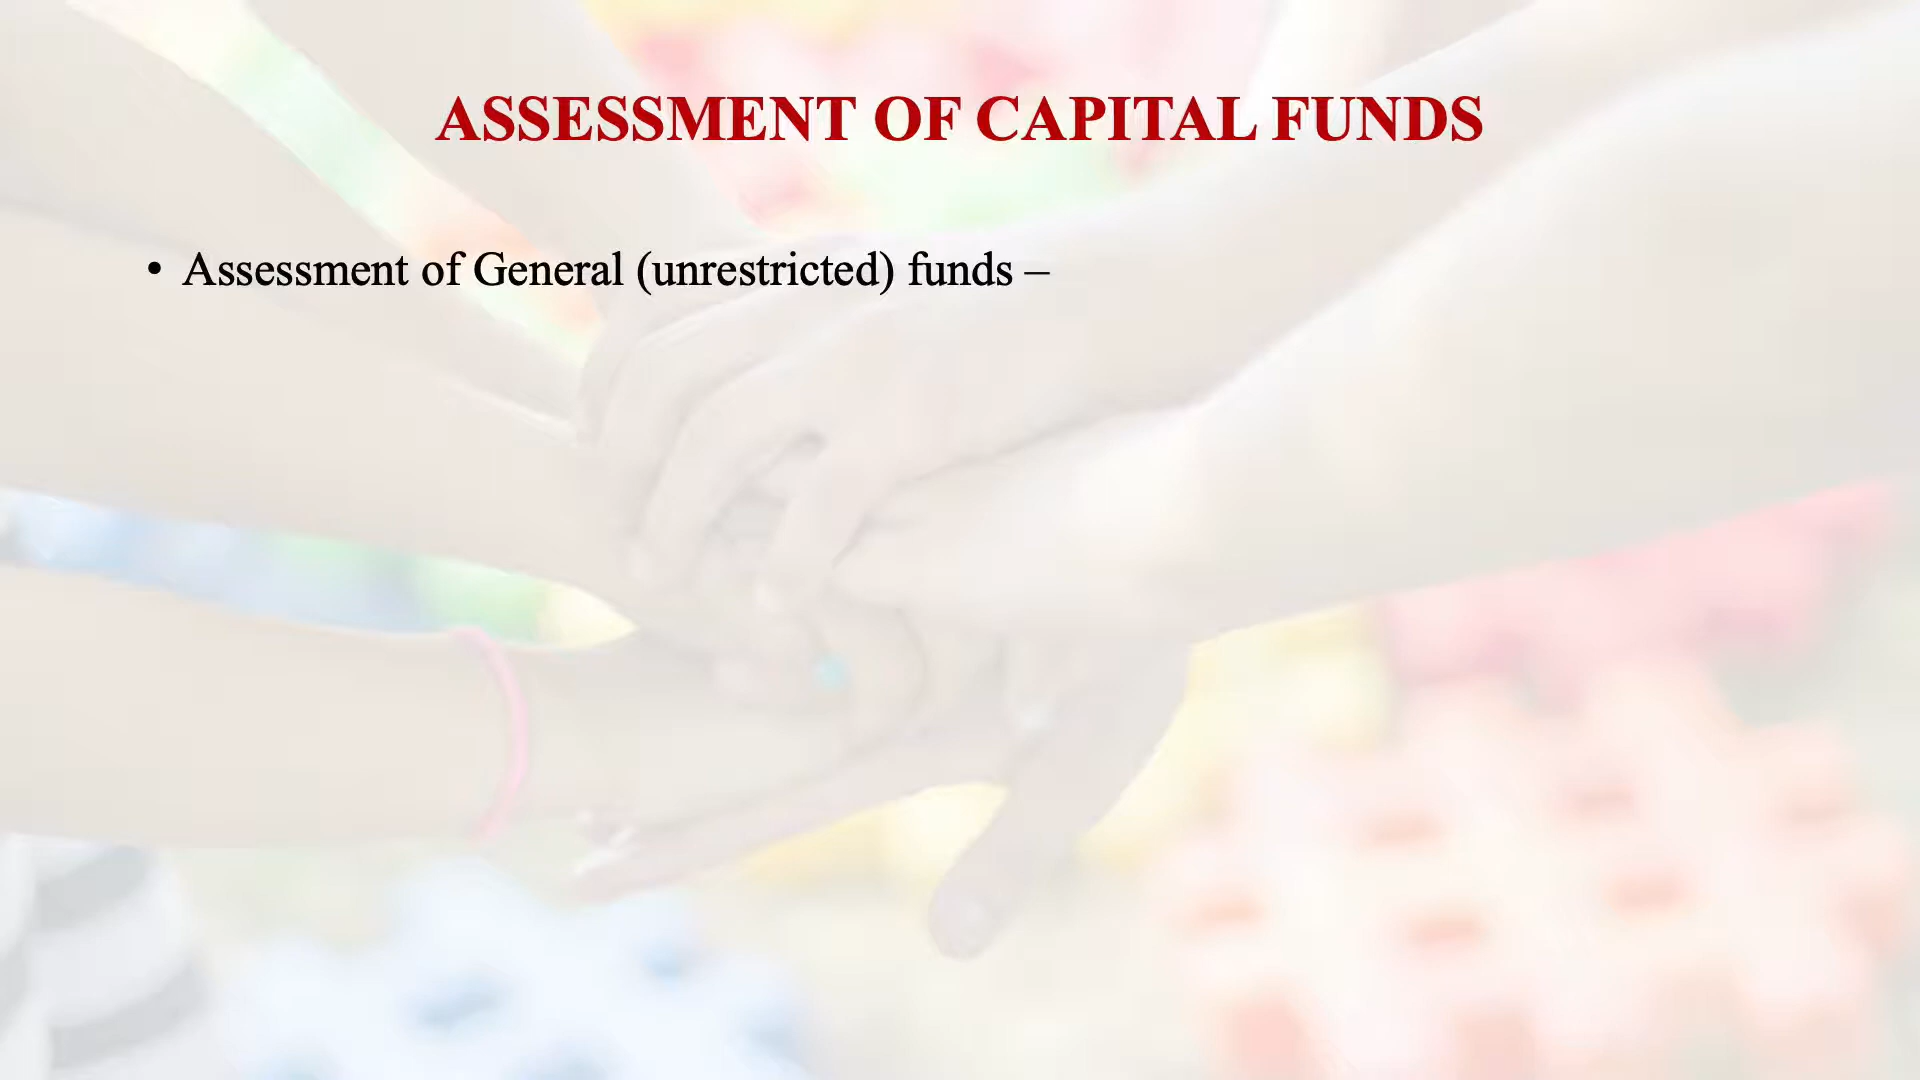 ASSESSMENT OF CAPITAL FUNDS
• Assessment of General (unrestricted) funds –